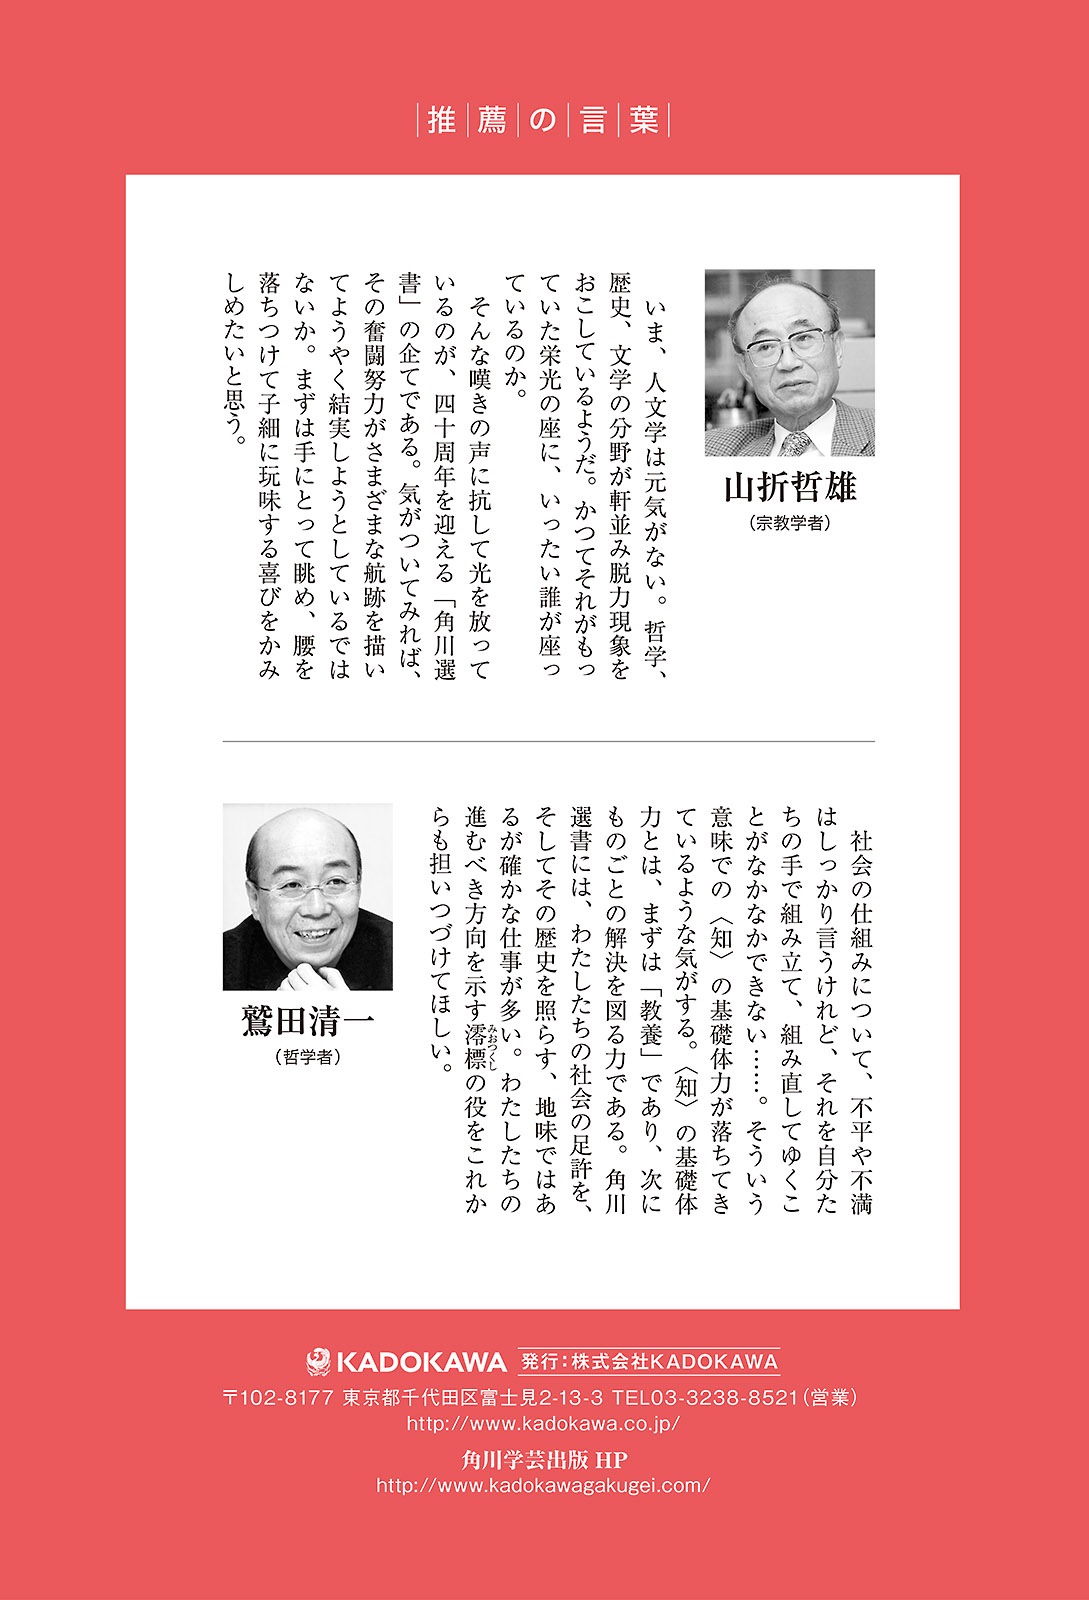 推薦の言葉
山折哲雄
（宗教学者）
いま、人文学は元気がない。哲学、
歴史、文学の分野が軒並み脱力現象を
おこしているようだ。かつてそれがもっ
ていた栄光の座に、いったい誰が座っ
ているのか。
そんな嘆きの声に抗して光を放って
いるのが、四十周年を迎える「角川選
書」の企てである。気がついてみれば、
その奮闘努力がさまざまな航跡を描い
てようやく結実しようとしているでは
ないか。まずは手にとって眺め、腰を
落ちつけて子細に玩味する喜びをかみ
しめたいと思う。
社会の仕組みについて、不平や不満
はしっかり言うけれど、それを自分た
ちの手で組み立て、組み直してゆくこ
とがなかなかできない……。そういう
意味での〈知〉の基礎体力が落ちてき
ているような気がする。〈知〉の基礎体
力とは、まずは「教養」であり、次に
ものごとの解決を図る力である。角川
選書には、わたしたちの社会の足許を、
そしてその歴史を照らす、地味ではあ
るが確かな仕事が多い。わたしたちの
進むべき方向を示す澪標の役をこれか
みおつくし
らも担いつづけてほしい。
鷲田清一
（哲学者）
KADOKAWA 発行：株式会社KADOKAWA
〒102-8177 東京都千代田区富士見2-13-3 TEL03-3238-8521（営業）
http://www.kadokawa.co.jp/
角川学芸出版 HP
http://www.kadokawagakugei.com/